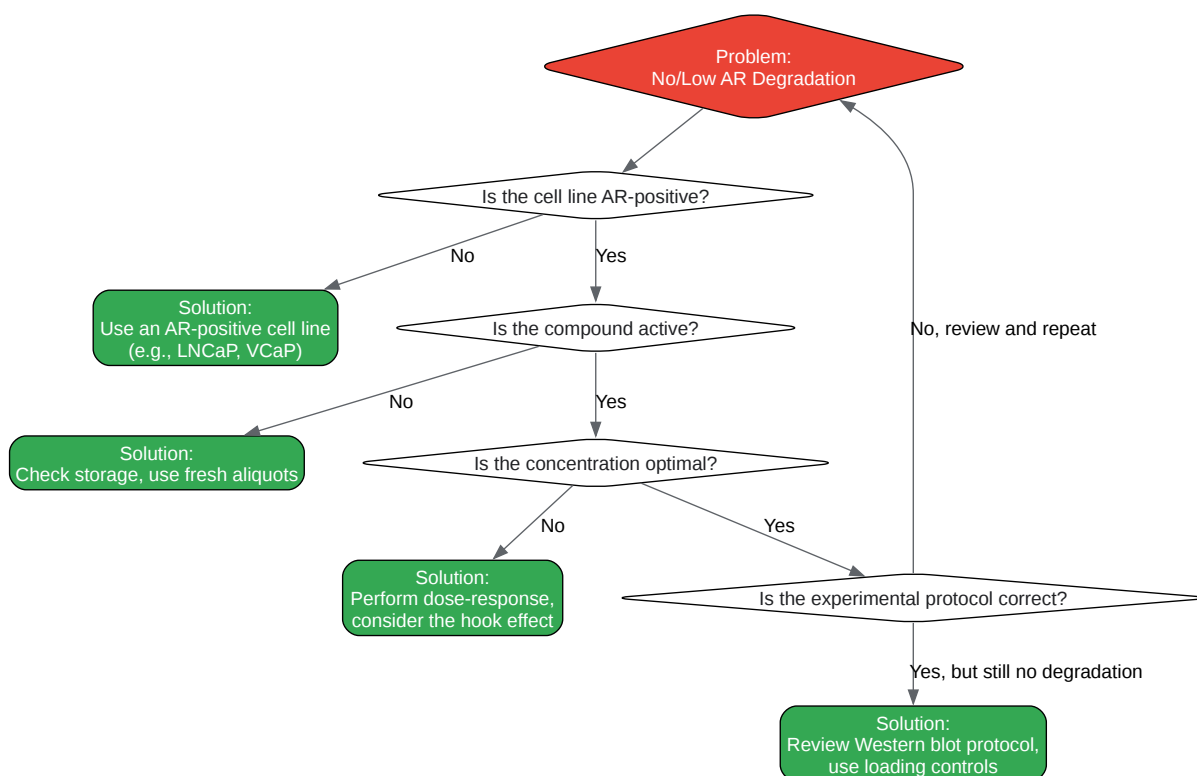 Problem:
No/Low AR Degradation
Is the cell line AR-positive?
No
Yes
Solution:
Use an AR-positive cell line
(e.g., LNCaP, VCaP)
Is the compound active?
No, review and repeat
No
Yes
Solution:
Check storage, use fresh aliquots
Is the concentration optimal?
No
Yes
Solution:
Perform dose-response,
consider the hook effect
Is the experimental protocol correct?
Yes, but still no degradation
Solution:
Review Western blot protocol,
use loading controls